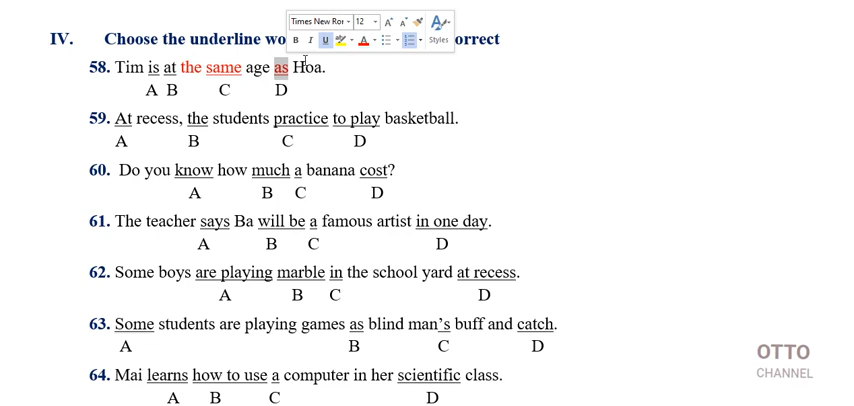 Times New Ror 12 A A A
IV. Choose the underline wo orrect
B I U ab A Styles
58. Tim is at the same age as Hoa.
A B C D
59. At recess, the students practice to play basketball.
A B C D
60. Do you know how much a banana cost?
A B C D
61. The teacher says Ba will be a famous artist in one day.
A B C D
62. Some boys are playing marble in the school yard at recess.
A B C D
63. Some students are playing games as blind man's buff and catch.
A B C D
64. Mai learns how to use a computer in her scientific class.
A B C D
OTTO
CHANNEL